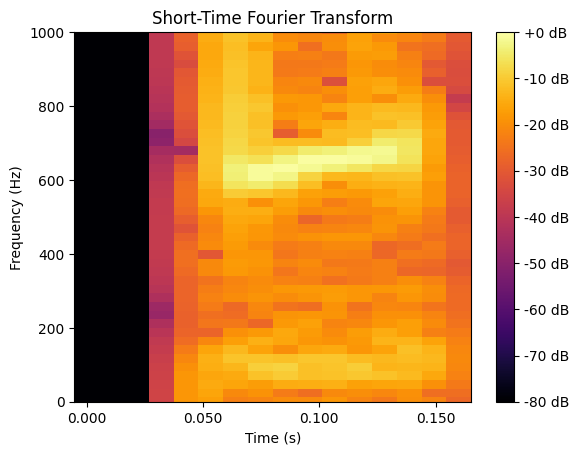 Short-Time Fourier Transform
1000
800
600
400
200
0
Frequency (Hz)
0.000
0.050
0.100
0.150
Time (s)
+0 dB
-10 dB
-20 dB
-30 dB
-40 dB
-50 dB
-60 dB
-70 dB
-80 dB